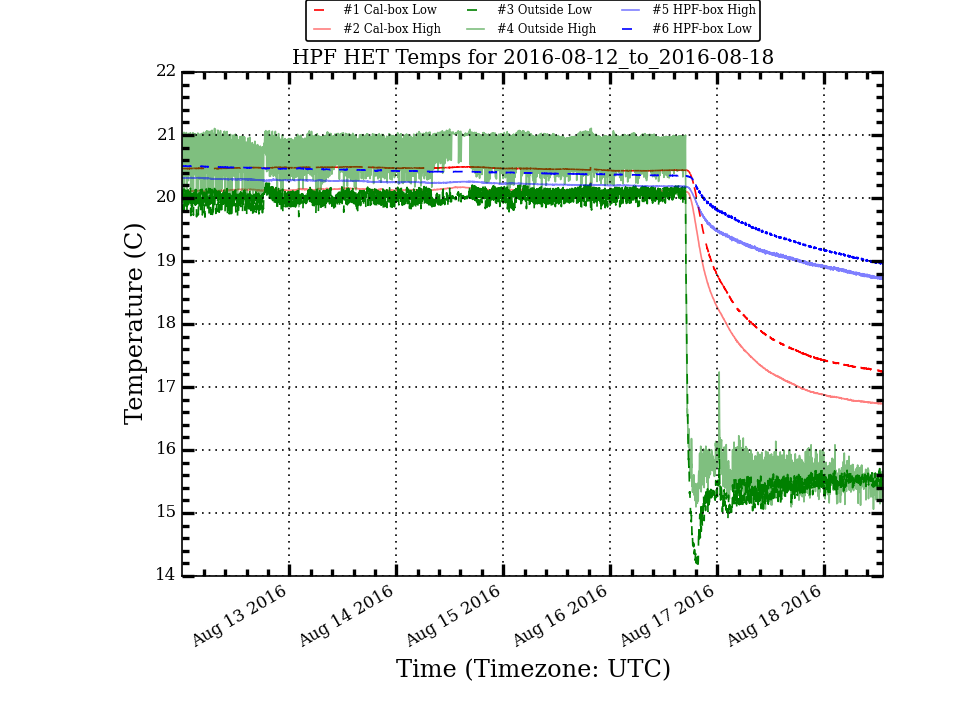 #1 Cal-box Low #3 Outside Low #5 HPF-box High
#2 Cal-box High #4 Outside High #6 HPF-box Low
HPF HET Temps for 2016-08-12_to_2016-08-18
22
21
20
19
18
17
16
15
14
Temperature (C)
Aug 13 2016 Aug 14 2016 Aug 15 2016 Aug 16 2016 Aug 17 2016 Aug 18 2016
Time (Timezone: UTC)